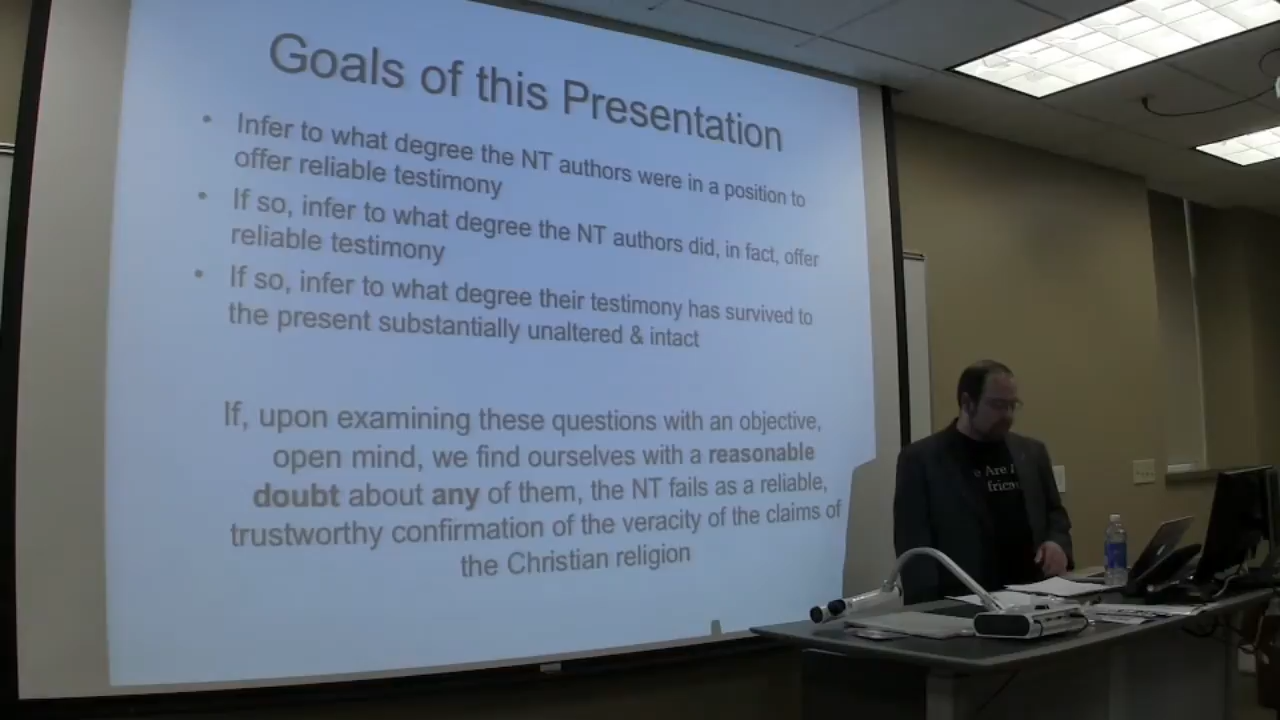 Goals of this Presentation
• Infer to what degree the NT authors were in a position to
offer reliable testimony
• If so, infer to what degree the NT authors did, in fact, offer
reliable testimony
• If so, infer to what degree their testimony has survived to
the present substantially unaltered & intact
If, upon examining these questions with an objective,
open mind, we find ourselves with a reasonable
doubt about any of them, the NT fails as a reliable,
trustworthy confirmation of the veracity of the claims of
the Christian religion
e Are
frican